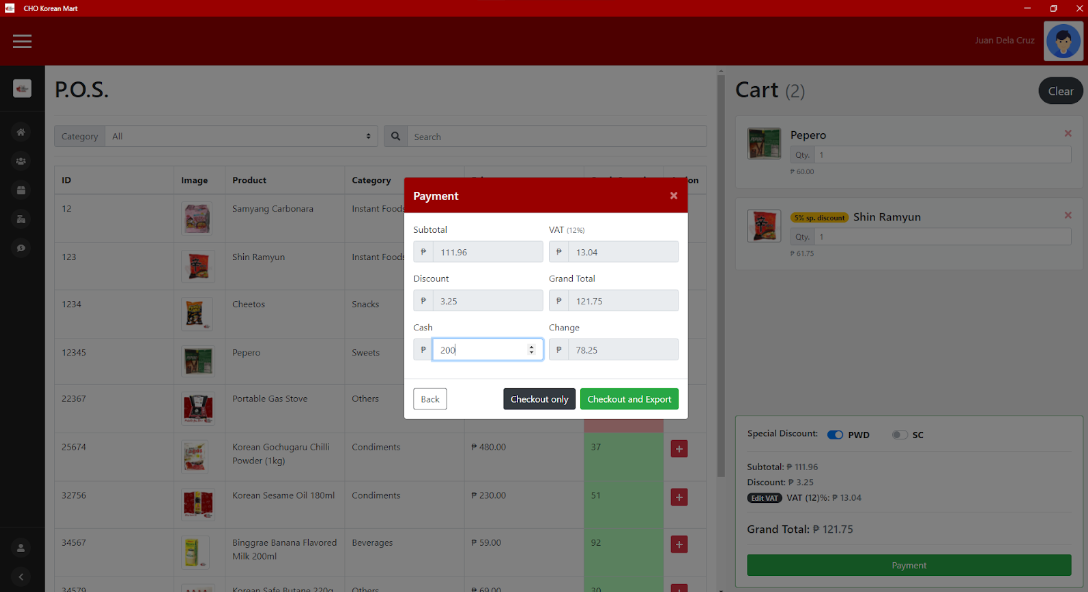 CHO Korean Mart
Juan Dela Cruz
P.O.S.
Category All
Search
ID Image Product Category
12 Samyang Carbonara Instant Foods
123 Shin Ramyun Instant Foods
1234 Cheetos Snacks
12345 Pepero Sweets
22367 Portable Gas Stove Others
25674 Korean Gochugaru Chilli Condiments ₱ 480.00 37 +
Powder (1kg)
32756 Korean Sesame Oil 180ml Condiments ₱ 230.00 51 +
34567 Binggrae Banana Flavored Beverages ₱ 59.00 92 +
Milk 200ml
34579 Korean Safe Butane 220g Others ₱ 69.00
Payment ×
Subtotal VAT (12%)
₱ 111.96 ₱ 13.04
Discount Grand Total
₱ 3.25 ₱ 121.75
Cash Change
₱ 200 ₱ 78.25
Back Checkout only Checkout and Export
Cart (2) Clear
Pepero ×
Qty. 1
₱ 60.00
5% sp. discount Shin Ramyun ×
Qty. 1
₱ 61.75
Special Discount: PWD SC
Subtotal: ₱ 111.96
Discount: ₱ 3.25
Edit VAT VAT (12)%: ₱ 13.04
Grand Total: ₱ 121.75
Payment